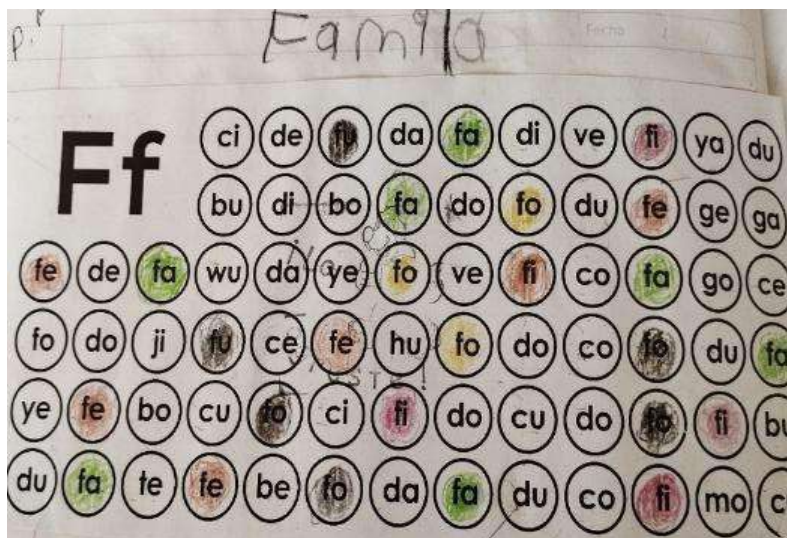 Familia
Fecha
Ff
ci de fu da fa di ve fi ya du
bu di bo fa do fo du fe ge ga
fe de fa wu da ye fo ve fi co fa go ce
fo do ji fu ce fe hu fo do co fo du fa
ye fe bo cu fo ci fi do cu do fo fi bu
du fa te fe be fo da fa du co fi mo